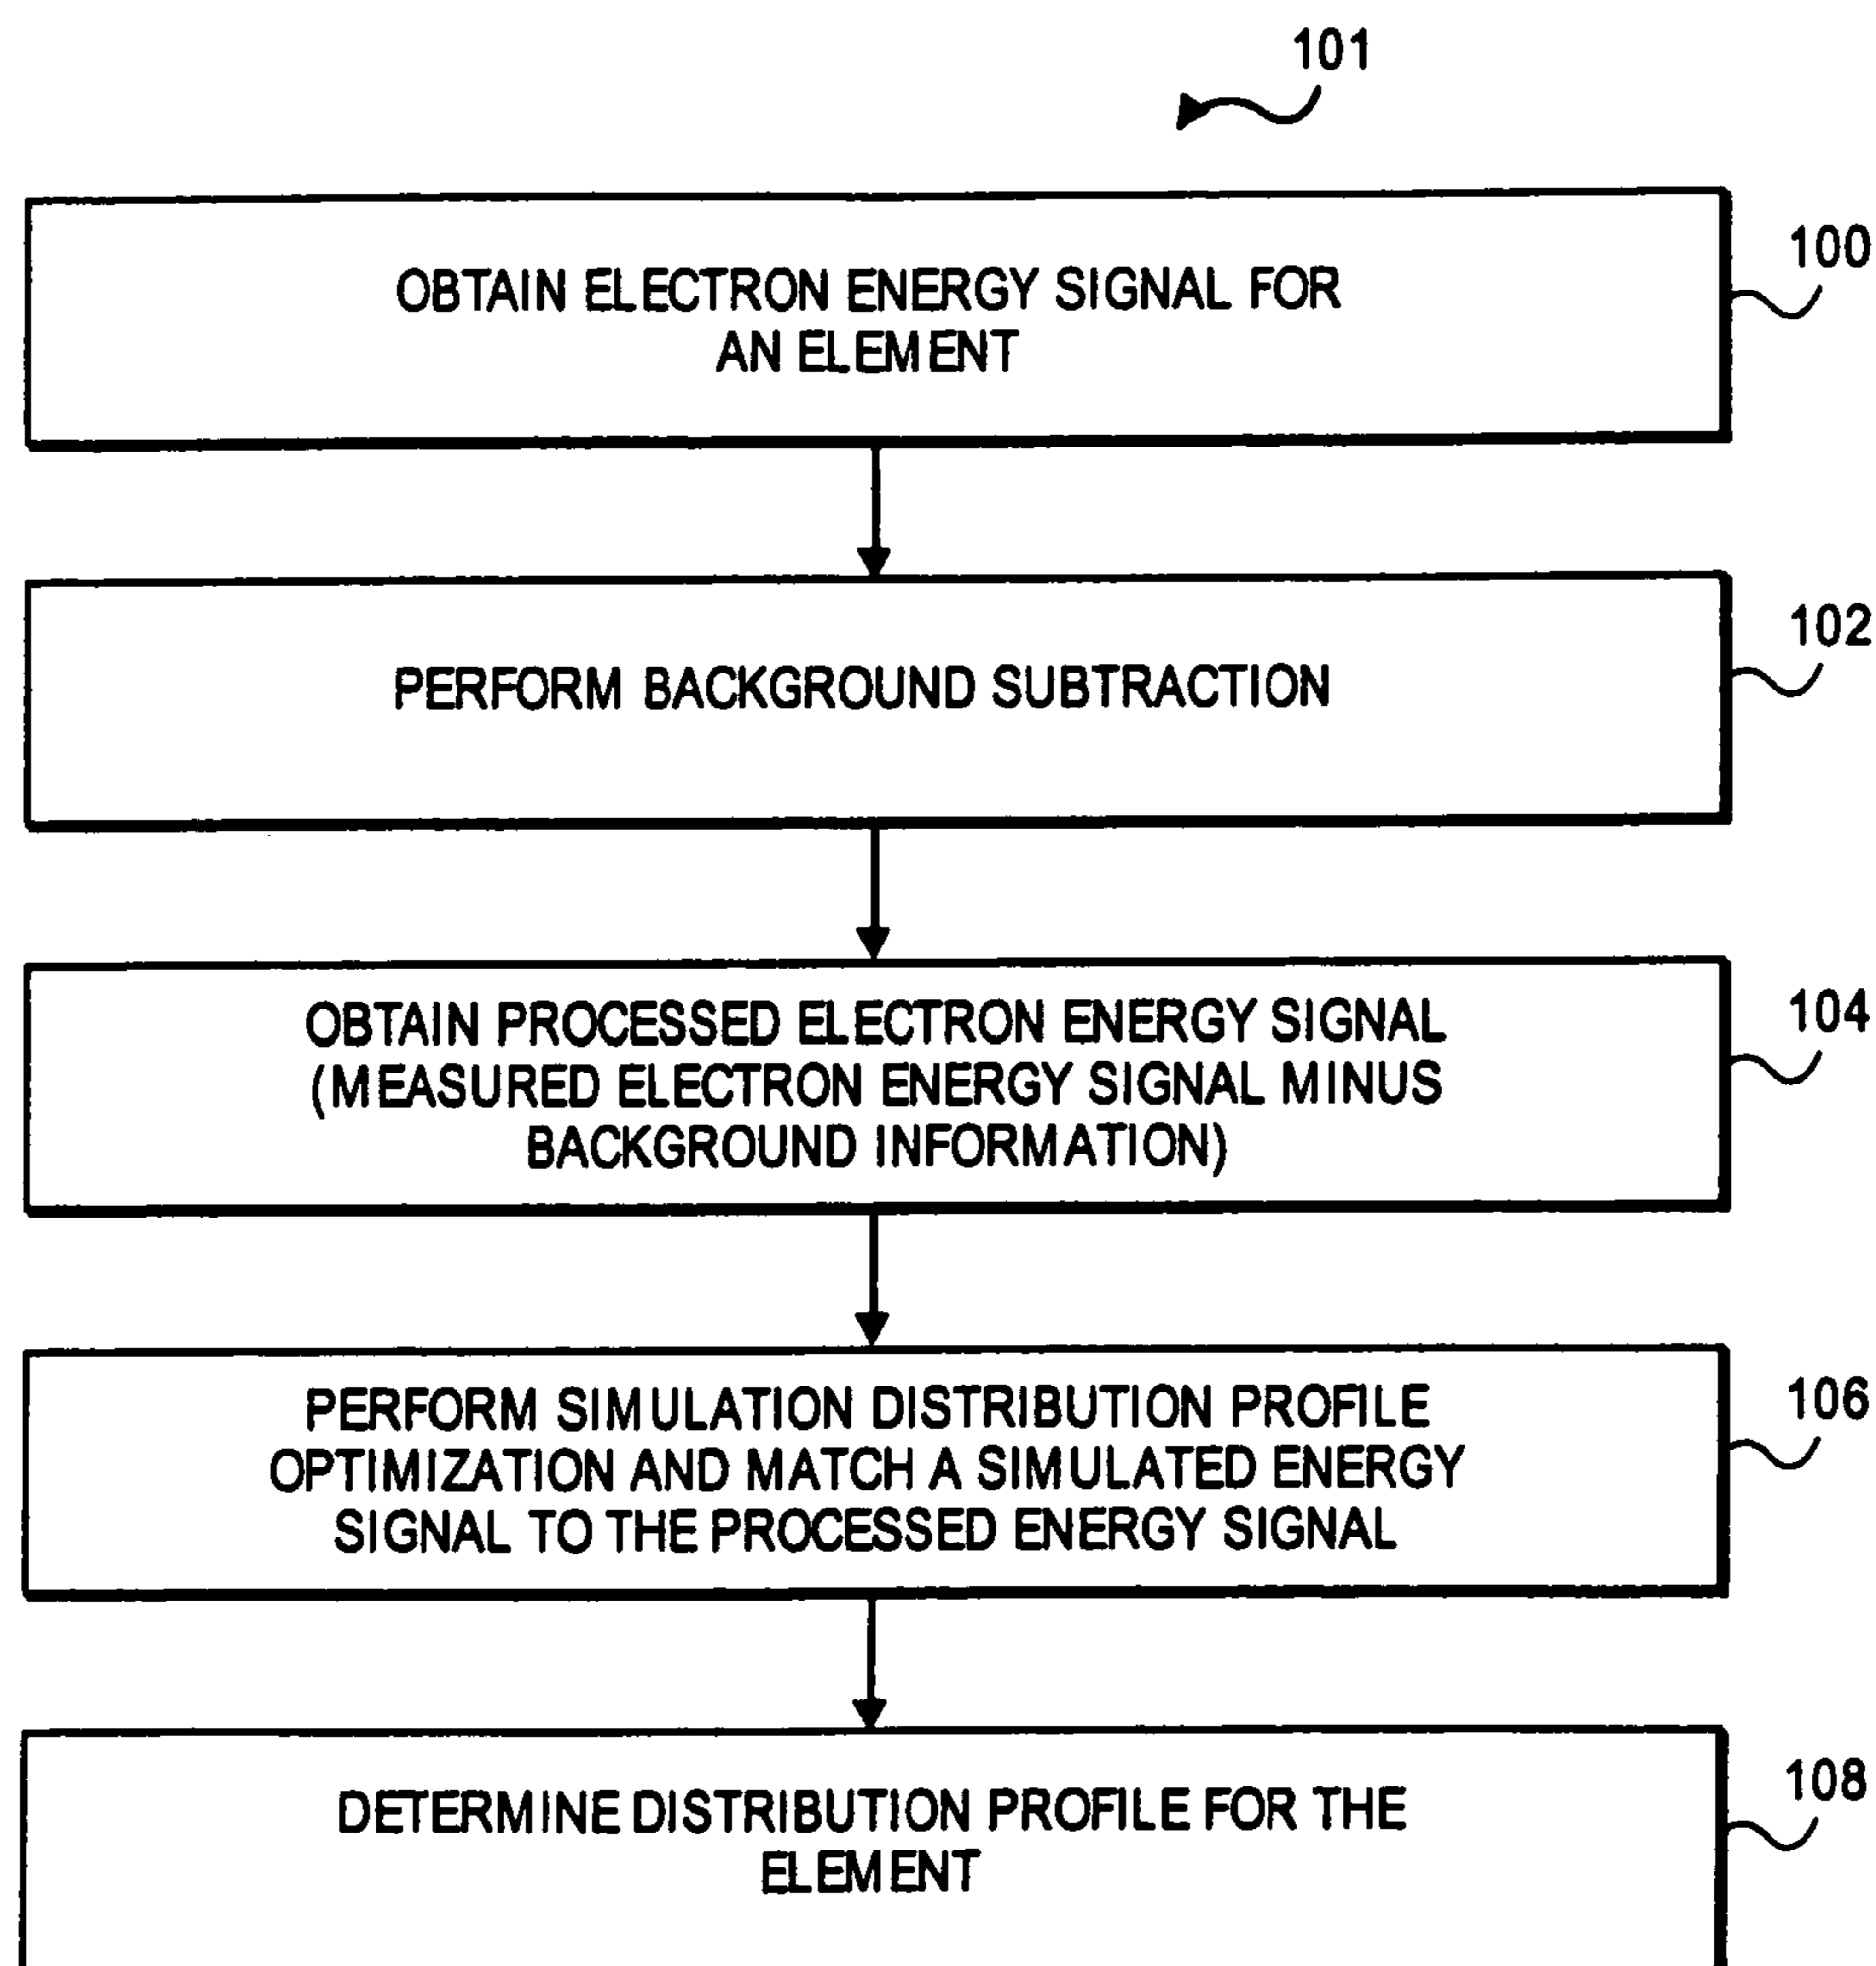 101
OBTAIN ELECTRON ENERGY SIGNAL FOR
AN ELEMENT
100
PERFORM BACKGROUND SUBTRACTION
102
OBTAIN PROCESSED ELECTRON ENERGY SIGNAL
(MEASURED ELECTRON ENERGY SIGNAL MINUS
BACKGROUND INFORMATION)
104
PERFORM SIMULATION DISTRIBUTION PROFILE
OPTIMIZATION AND MATCH A SIMULATED ENERGY
SIGNAL TO THE PROCESSED ENERGY SIGNAL
106
DETERMINE DISTRIBUTION PROFILE FOR THE
ELEMENT
108